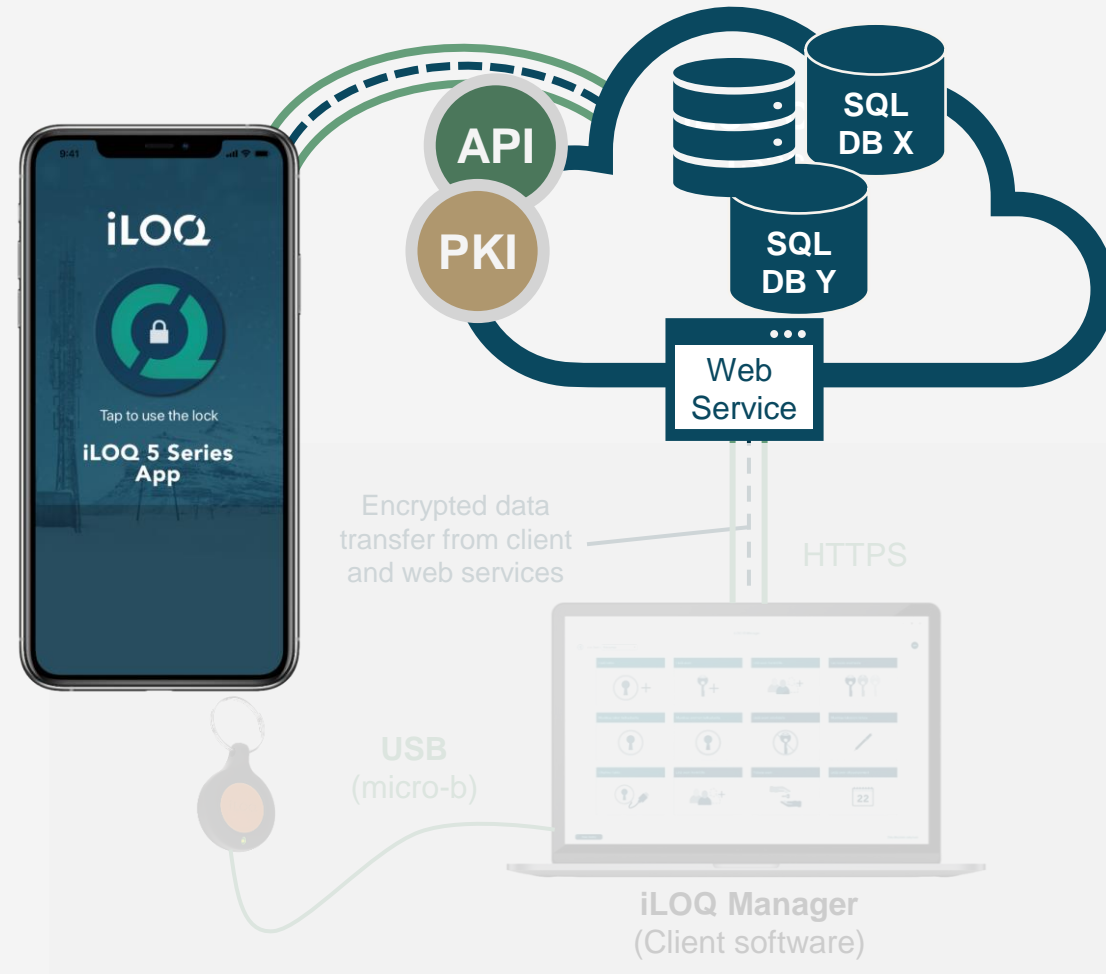 API
PKI
SQL
DB X
SQL
DB Y
Web
Service
9:41
iLOQ
Tap to use the lock
iLOQ 5 Series
App
Encrypted data
transfer from client
and web services
HTTPS
USB
(micro-b)
22
iLOQ Manager
(Client software)